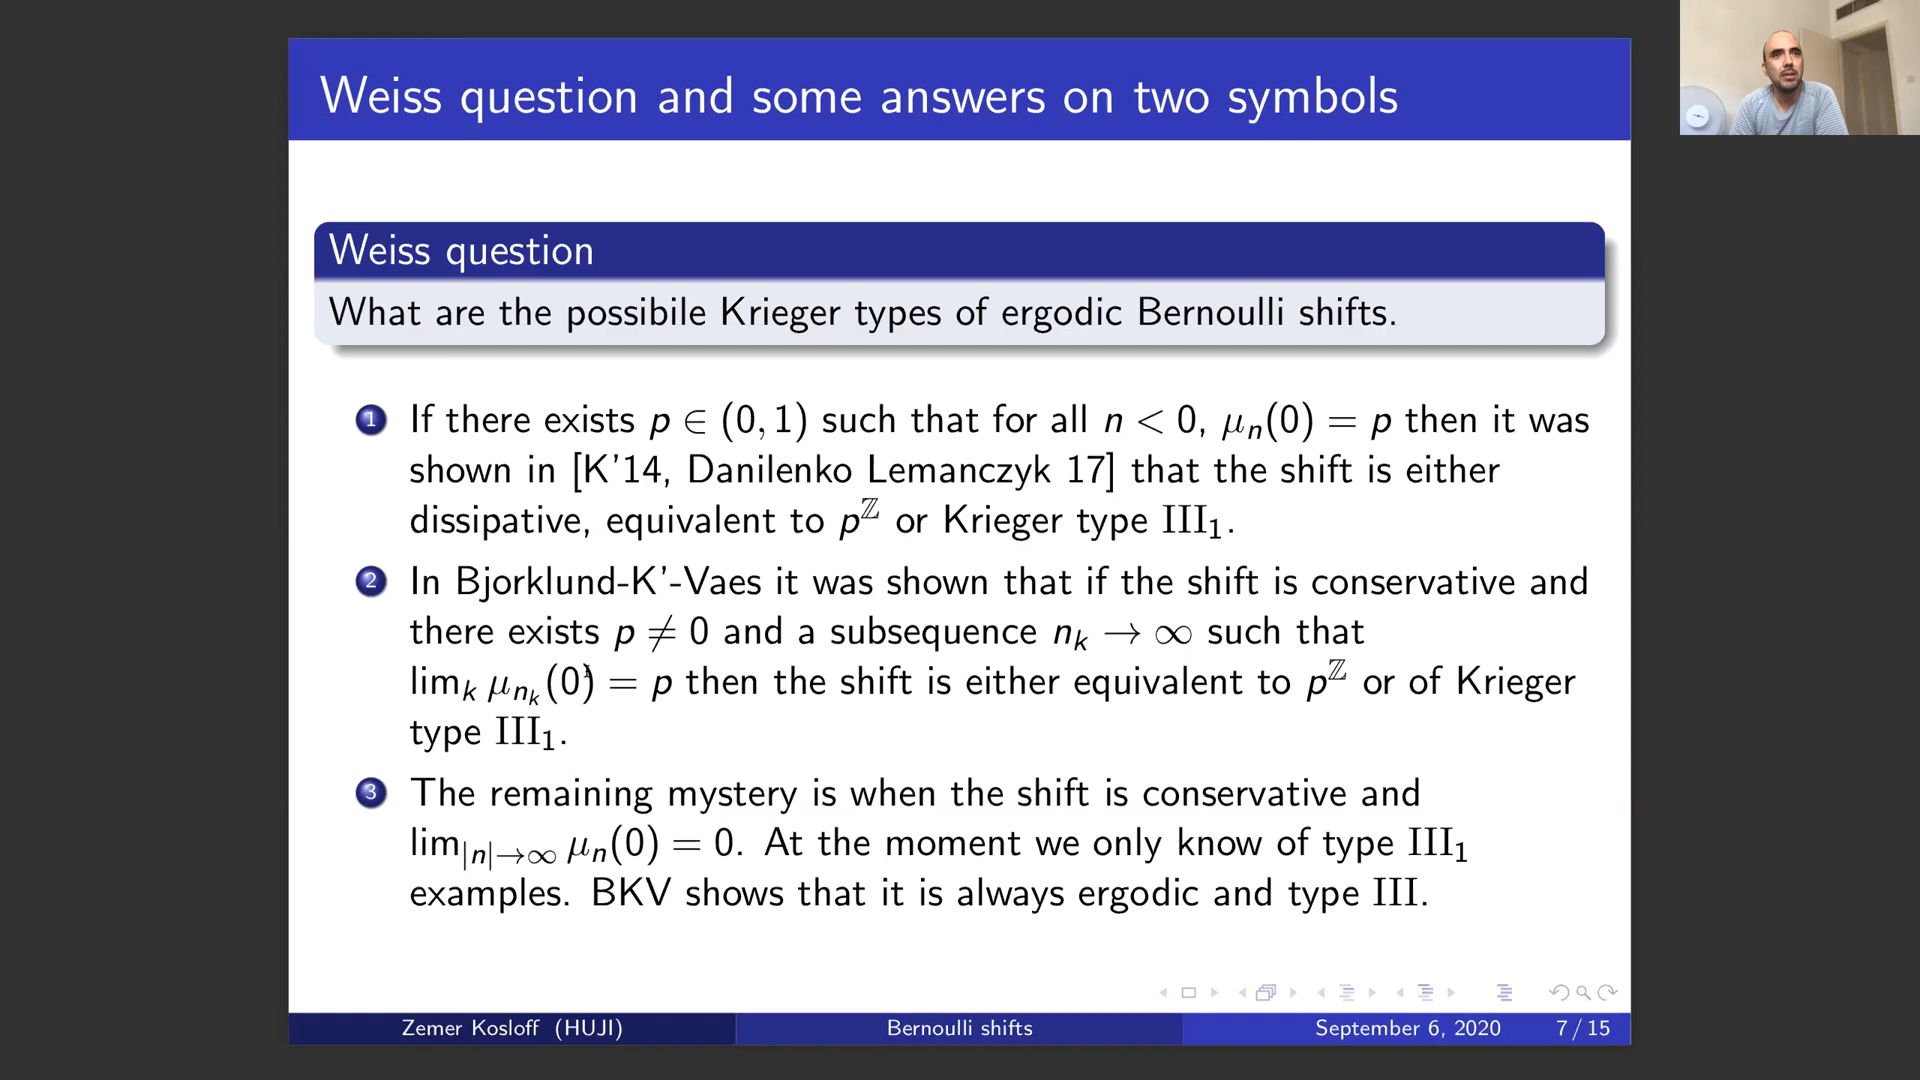 Weiss question and some answers on two symbols
Weiss question
What are the possibile Krieger types of ergodic Bernoulli shifts.
1 If there exists p ∈ (0, 1) such that for all n < 0, μₙ(0) = p then it was
shown in [K'14, Danilenko Lemanczyk 17] that the shift is either
dissipative, equivalent to p^ℤ or Krieger type III₁.
2 In Bjorklund-K'-Vaes it was shown that if the shift is conservative and
there exists p ≠ 0 and a subsequence n_k → ∞ such that
lim_k μ_{n_k}(0) = p then the shift is either equivalent to p^ℤ or of Krieger
type III₁.
3 The remaining mystery is when the shift is conservative and
lim_{|n|→∞} μₙ(0) = 0. At the moment we only know of type III₁
examples. BKV shows that it is always ergodic and type III.
Zemer Kosloff (HUJI) Bernoulli shifts September 6, 2020 7 / 15